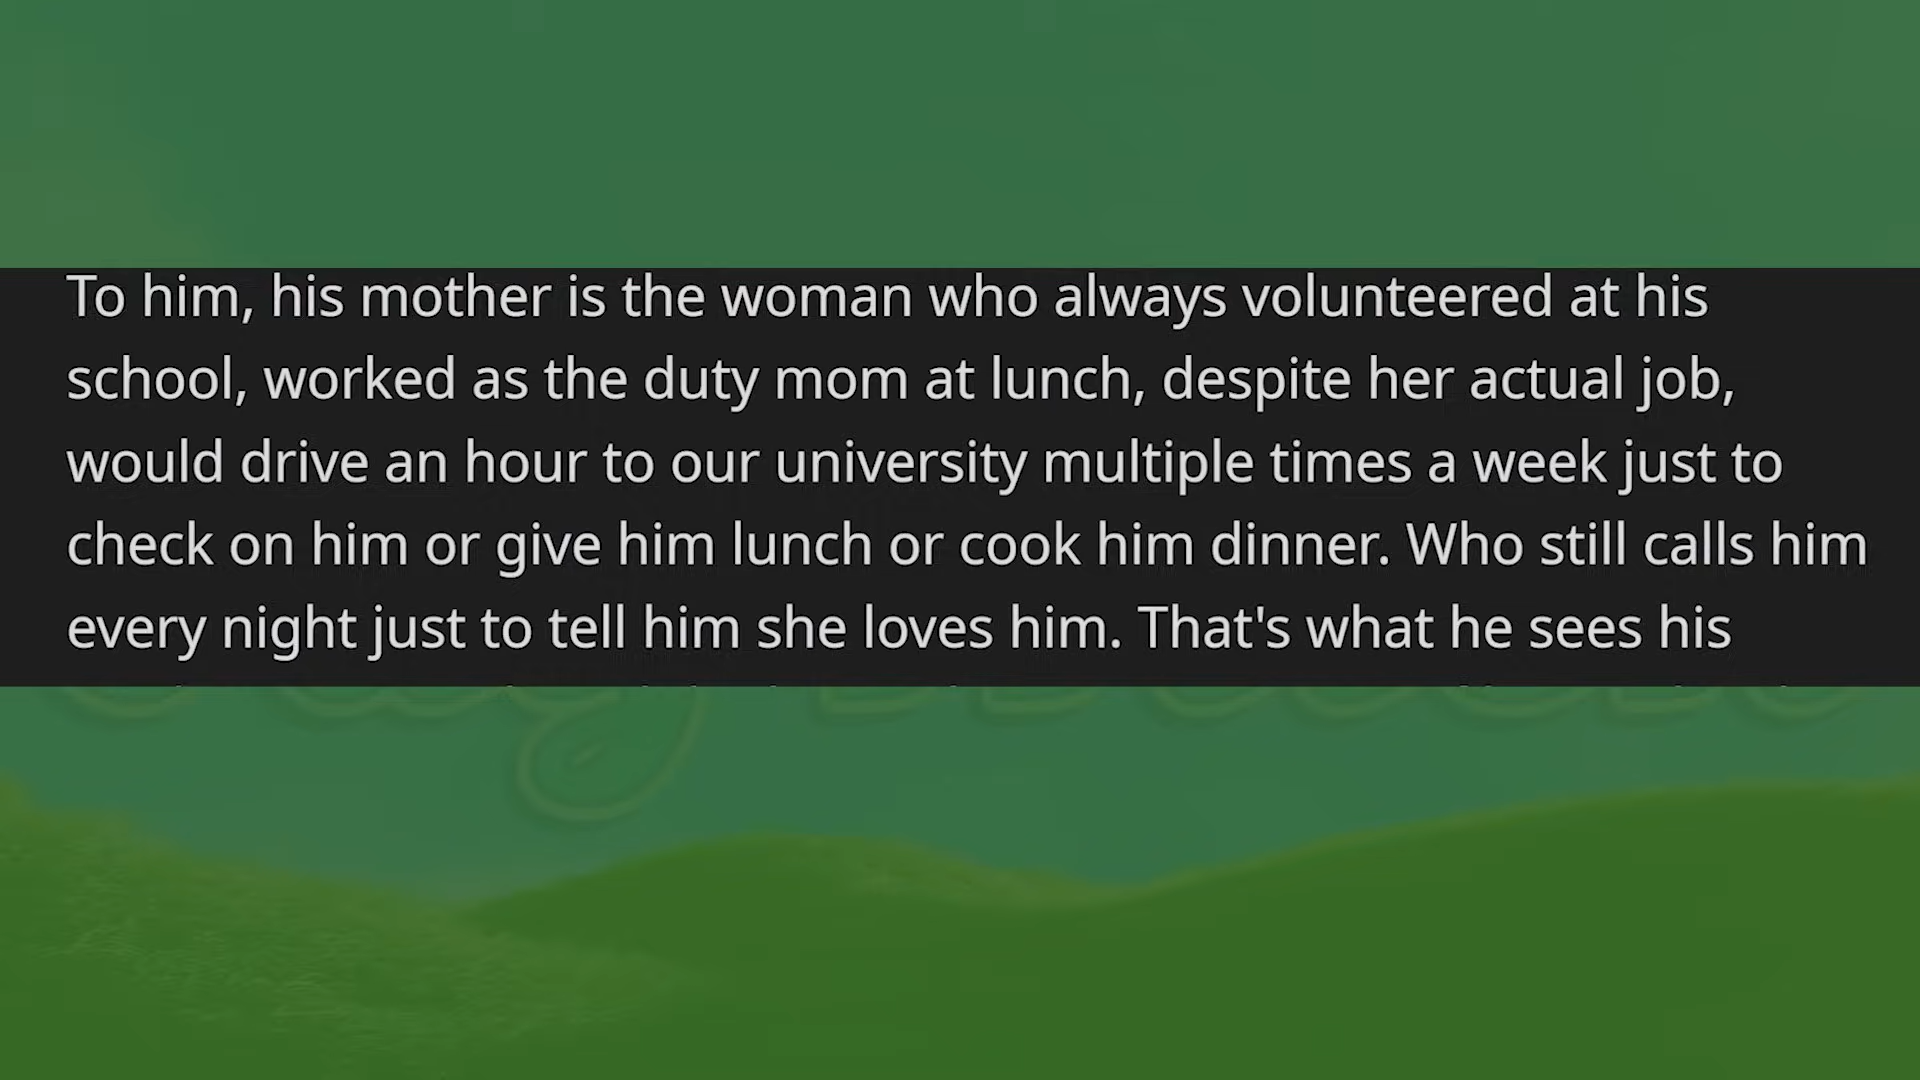 To him, his mother is the woman who always volunteered at his
school, worked as the duty mom at lunch, despite her actual job,
would drive an hour to our university multiple times a week just to
check on him or give him lunch or cook him dinner. Who still calls him
every night just to tell him she loves him. That's what he sees his